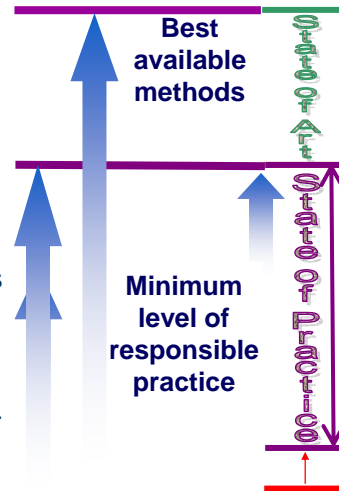 Best
available
methods
State of Art
Minimum
level of
responsible
practice
State of Practice
s